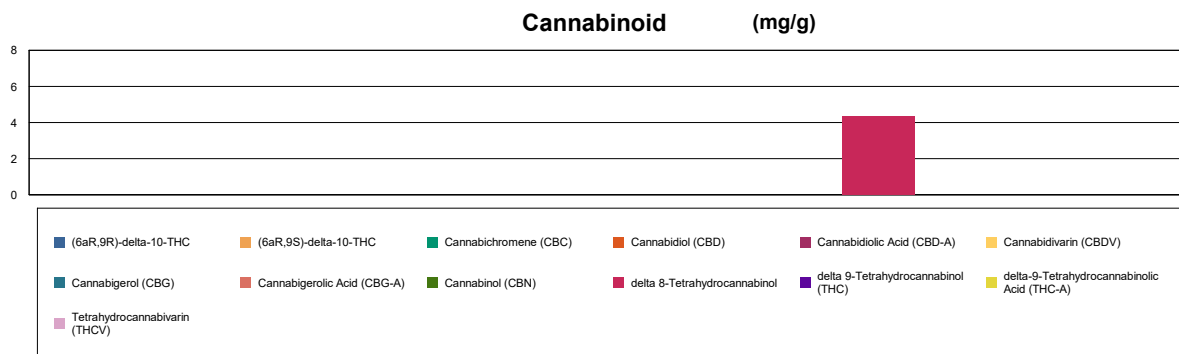 Cannabinoid (mg/g)
8
6
4
2
0
(6aR,9R)-delta-10-THC
(6aR,9S)-delta-10-THC
Cannabichromene (CBC)
Cannabidiol (CBD)
Cannabidiolic Acid (CBD-A)
Cannabidivarin (CBDV)
Cannabigerol (CBG)
Cannabigerolic Acid (CBG-A)
Cannabinol (CBN)
delta 8-Tetrahydrocannabinol
delta 9-Tetrahydrocannabinol
(THC)
delta-9-Tetrahydrocannabinolic
Acid (THC-A)
Tetrahydrocannabivarin
(THCV)